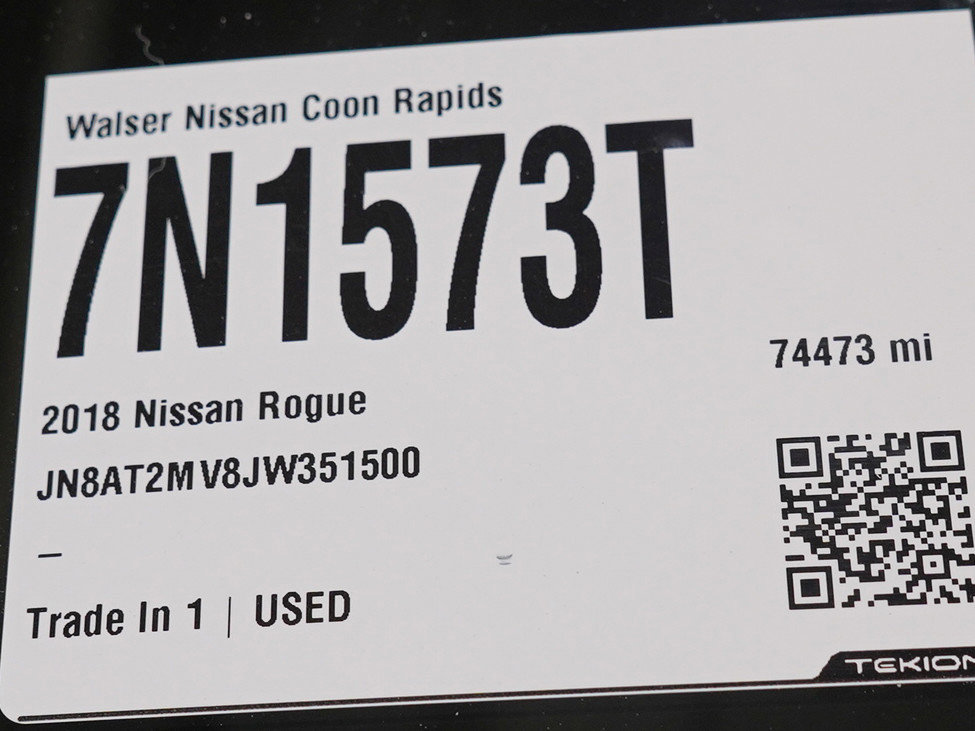 Walser Nissan Coon Rapids
7N1573T
74473 mi
2018 Nissan Rogue
JN8AT2MV8JW351500
–
Trade In 1 | USED
TEKION